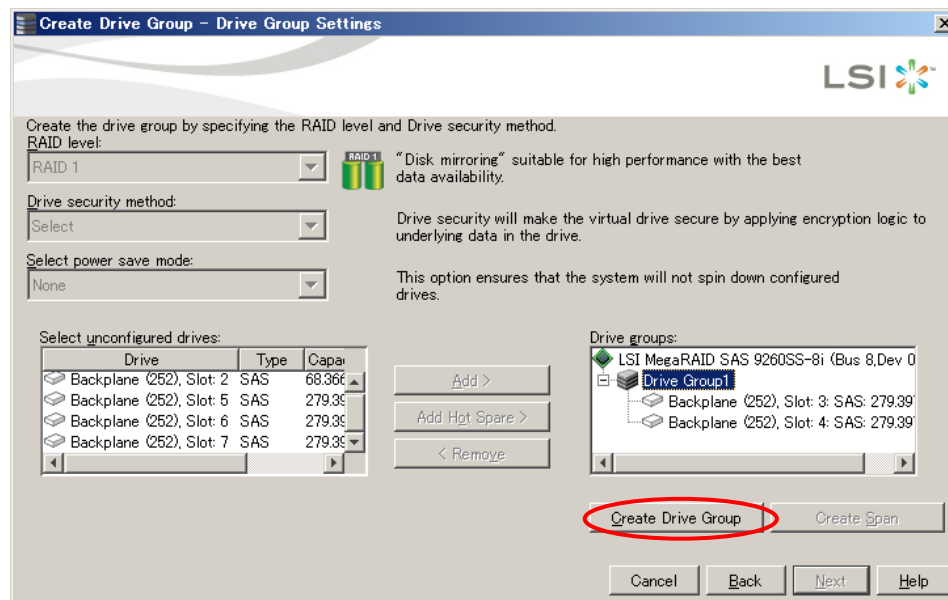 Create Drive Group - Drive Group Settings
LSI
Create the drive group by specifying the RAID level and Drive security method.
RAID level:
RAID 1
RAID 1
"Disk mirroring" suitable for high performance with the best
data availability.
Drive security method:
Select
Drive security will make the virtual drive secure by applying encryption logic to
underlying data in the drive.
Select power save mode:
None
This option ensures that the system will not spin down configured
drives.
Select unconfigured drives:
Drive Type Capa
Backplane (252), Slot: 2 SAS 68.366
Backplane (252), Slot: 5 SAS 279.39
Backplane (252), Slot: 6 SAS 279.39
Backplane (252), Slot: 7 SAS 279.39
Add >
Add Hot Spare >
< Remove
Drive groups:
LSI MegaRAID SAS 9260SS-8i (Bus 8,Dev 0
Drive Group1
Backplane (252), Slot: 3: SAS: 279.39
Backplane (252), Slot: 4: SAS: 279.39
Create Drive Group
Create Span
Cancel
Back
Next
Help